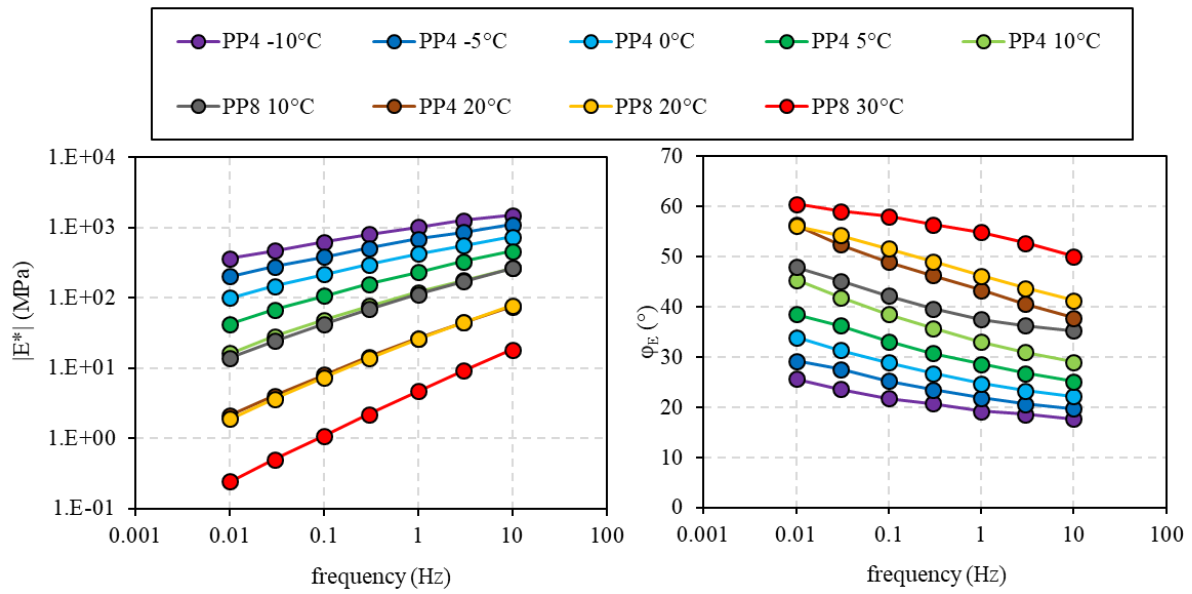 PP4 -10°C PP4 -5°C PP4 0°C PP4 5°C PP4 10°C
PP8 10°C PP4 20°C PP8 20°C PP8 30°C
|E*| (MPa)
1.E+04
1.E+03
1.E+02
1.E+01
1.E+00
1.E-01
0.001 0.01 0.1 1 10 100
frequency (Hz)
φE (°)
70
60
50
40
30
20
10
0
0.001 0.01 0.1 1 10 100
frequency (Hz)